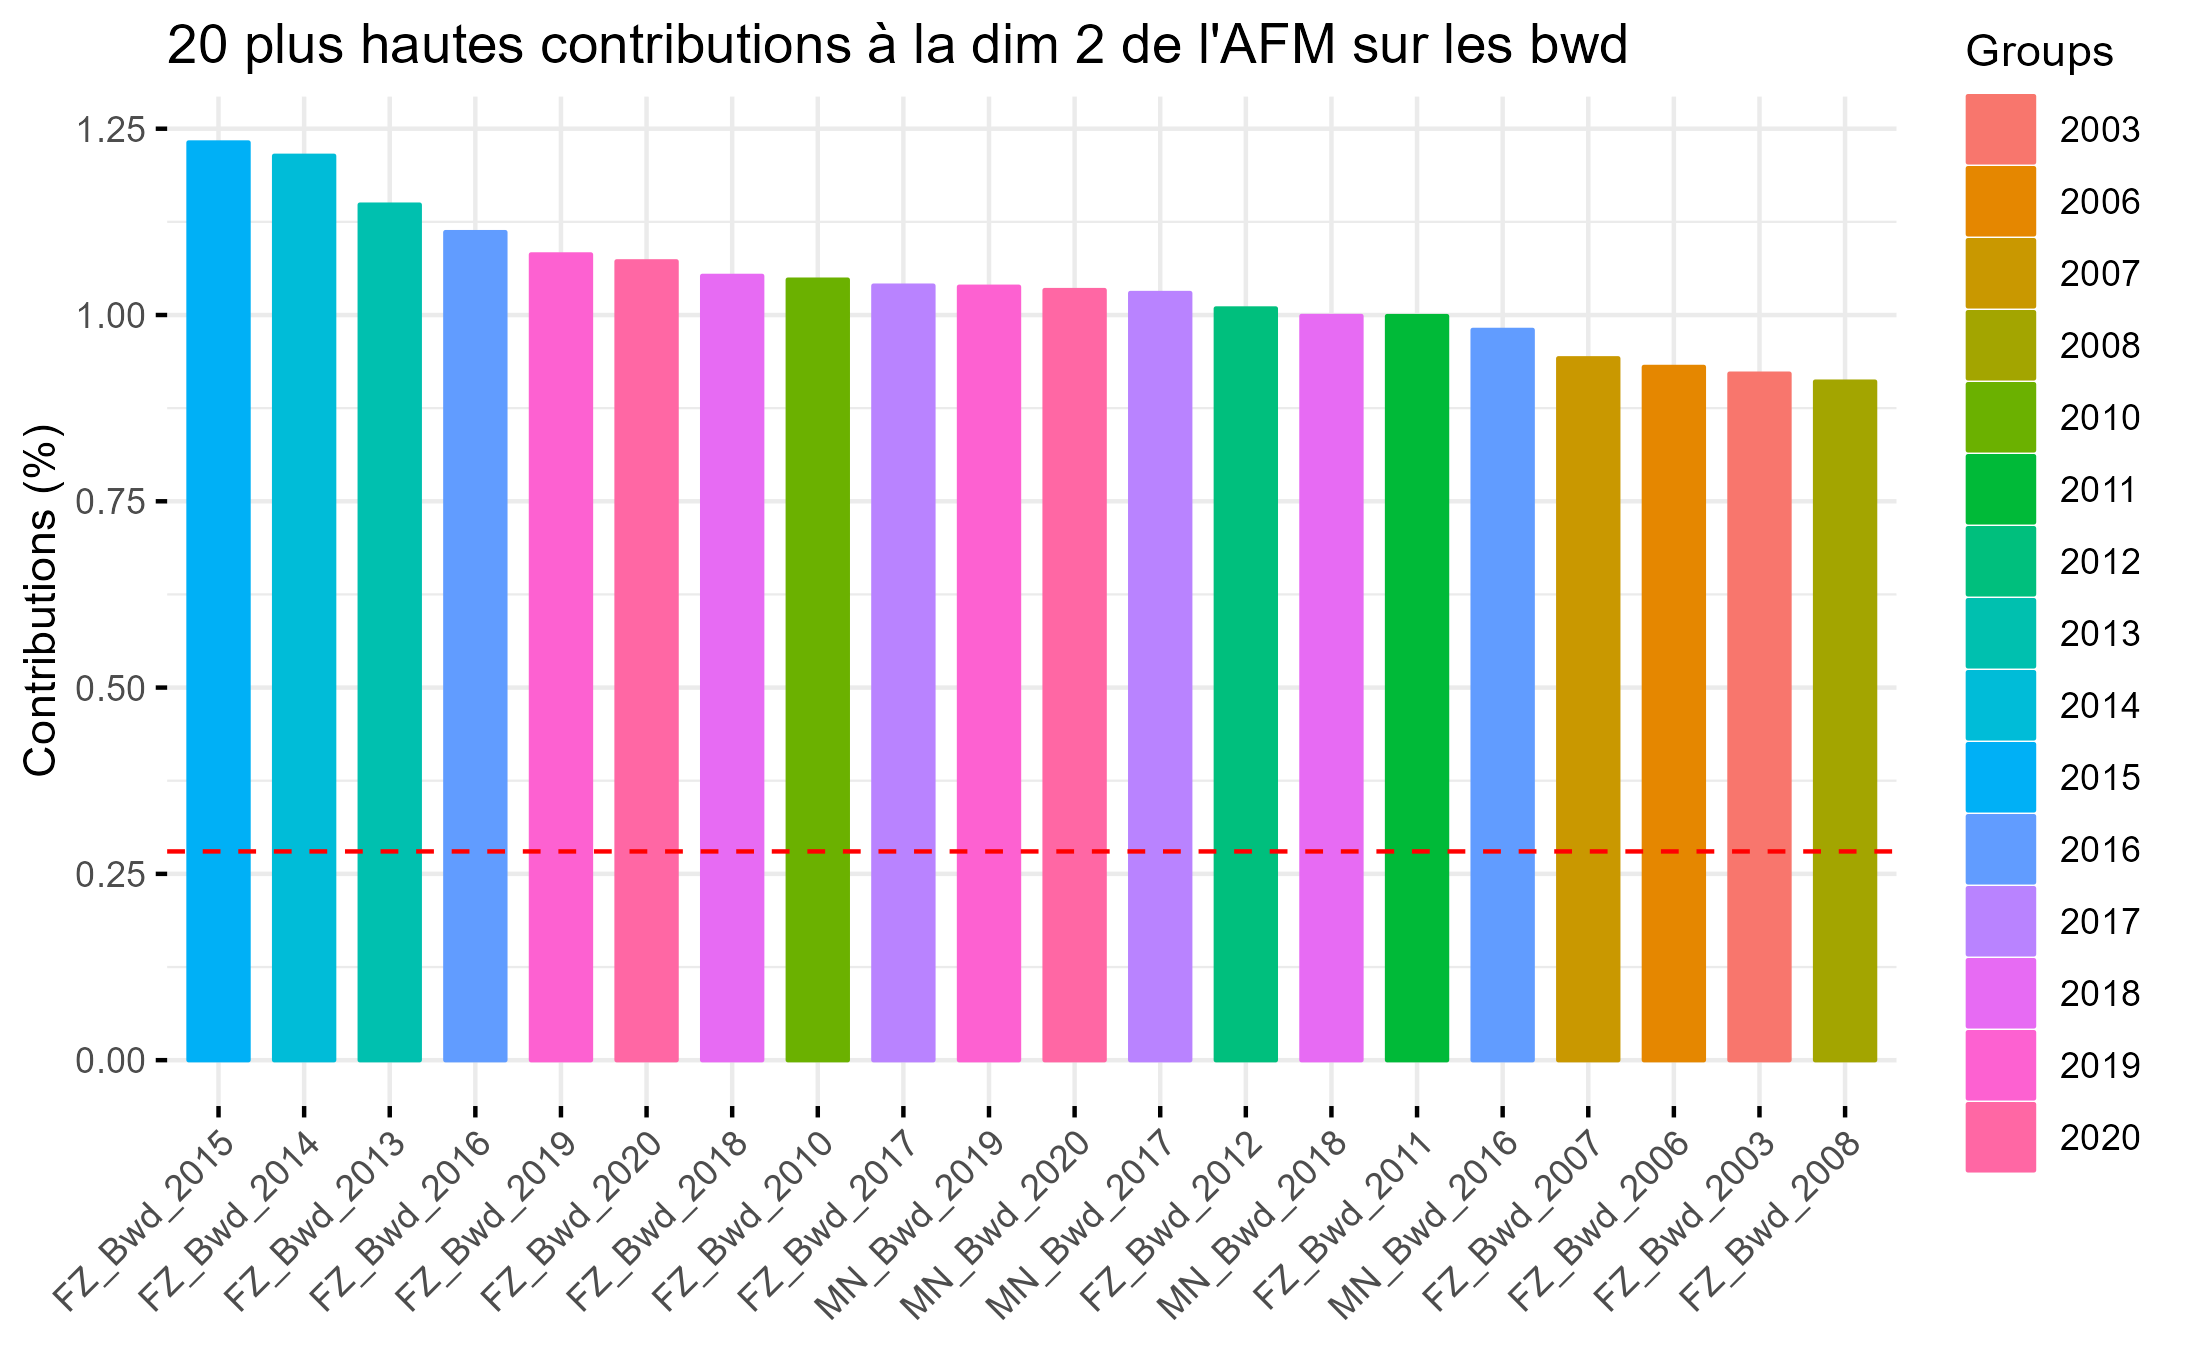 20 plus hautes contributions à la dim 2 de l'AFM sur les bwd
Contributions (%)
1.25
1.00
0.75
0.50
0.25
0.00
FZ_Bwd_2015
FZ_Bwd_2014
FZ_Bwd_2013
FZ_Bwd_2016
FZ_Bwd_2019
FZ_Bwd_2020
FZ_Bwd_2018
FZ_Bwd_2010
FZ_Bwd_2017
MN_Bwd_2019
MN_Bwd_2020
MN_Bwd_2017
FZ_Bwd_2012
MN_Bwd_2018
FZ_Bwd_2011
MN_Bwd_2016
FZ_Bwd_2007
FZ_Bwd_2006
FZ_Bwd_2003
FZ_Bwd_2008
Groups
2003
2006
2007
2008
2010
2011
2012
2013
2014
2015
2016
2017
2018
2019
2020